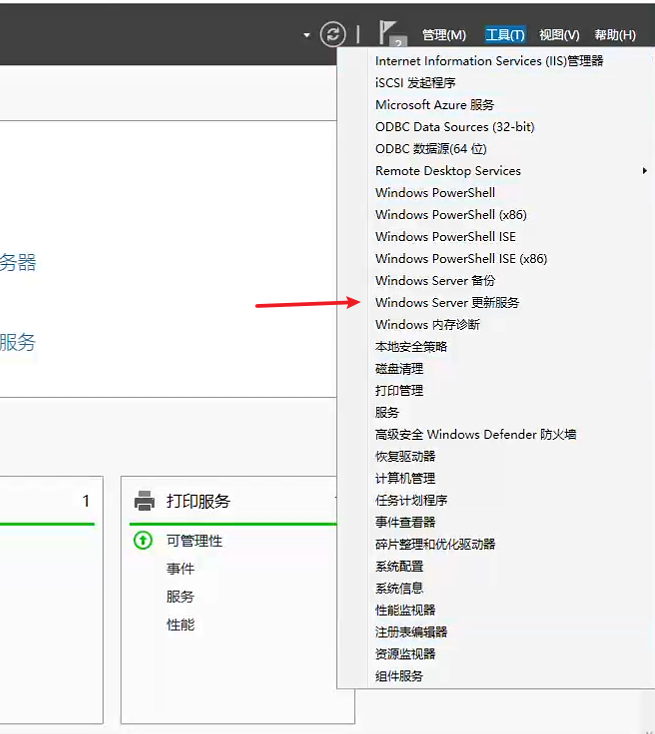 管理(M) 工具(T) 视图(V) 帮助(H)
2
Internet Information Services (IIS)管理器
iSCSI 发起程序
Microsoft Azure 服务
ODBC Data Sources (32-bit)
ODBC 数据源(64 位)
Remote Desktop Services
Windows PowerShell
Windows PowerShell (x86)
Windows PowerShell ISE
Windows PowerShell ISE (x86)
Windows Server 备份
Windows Server 更新服务
Windows 内存诊断
本地安全策略
磁盘清理
打印管理
服务
高级安全 Windows Defender 防火墙
恢复驱动器
计算机管理
任务计划程序
事件查看器
碎片整理和优化驱动器
系统配置
系统信息
性能监视器
注册表编辑器
资源监视器
组件服务
务器
服务
1
打印服务
可管理性
事件
服务
性能